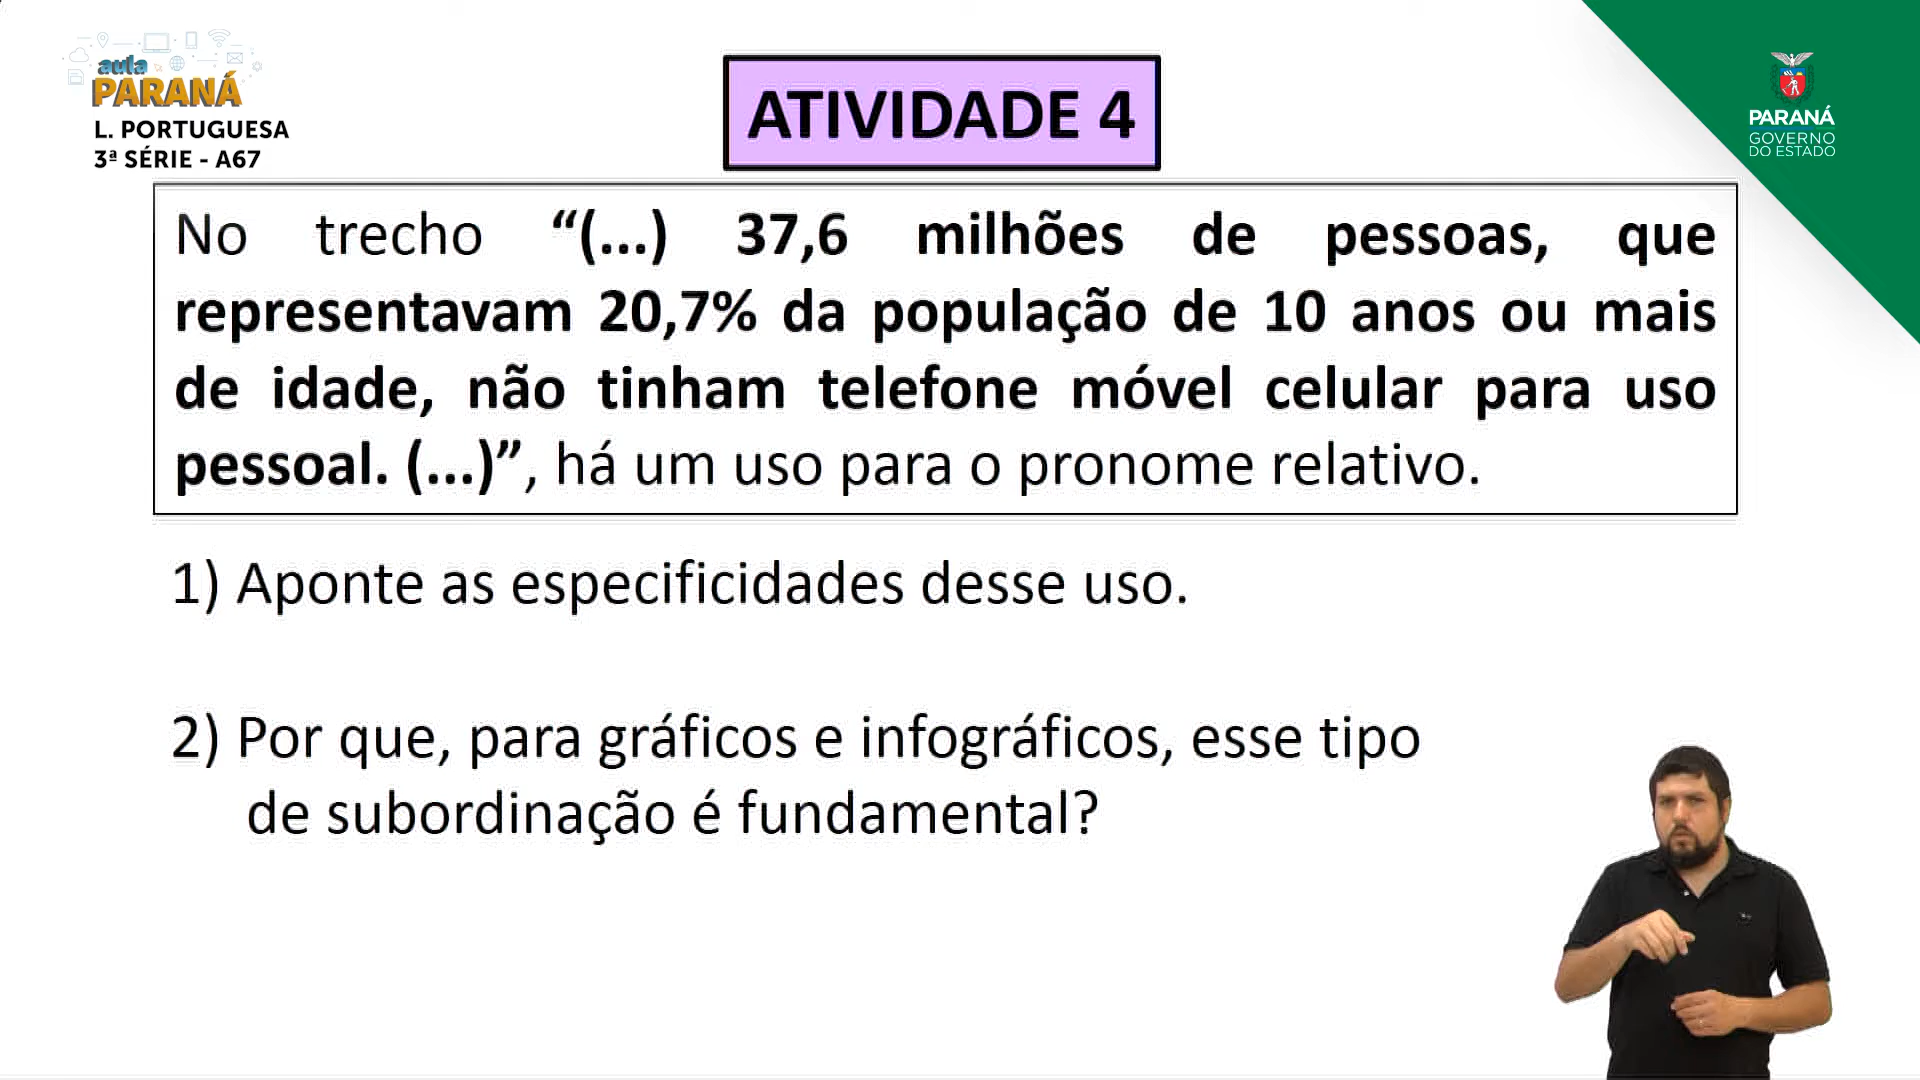 aula
PARANÁ
L. PORTUGUESA
3ª SÉRIE - A67
ATIVIDADE 4
PARANÁ
GOVERNO
DO ESTADO
No trecho “(...) 37,6 milhões de pessoas, que
representavam 20,7% da população de 10 anos ou mais
de idade, não tinham telefone móvel celular para uso
pessoal. (...)”, há um uso para o pronome relativo.
1) Aponte as especificidades desse uso.
2) Por que, para gráficos e infográficos, esse tipo
de subordinação é fundamental?